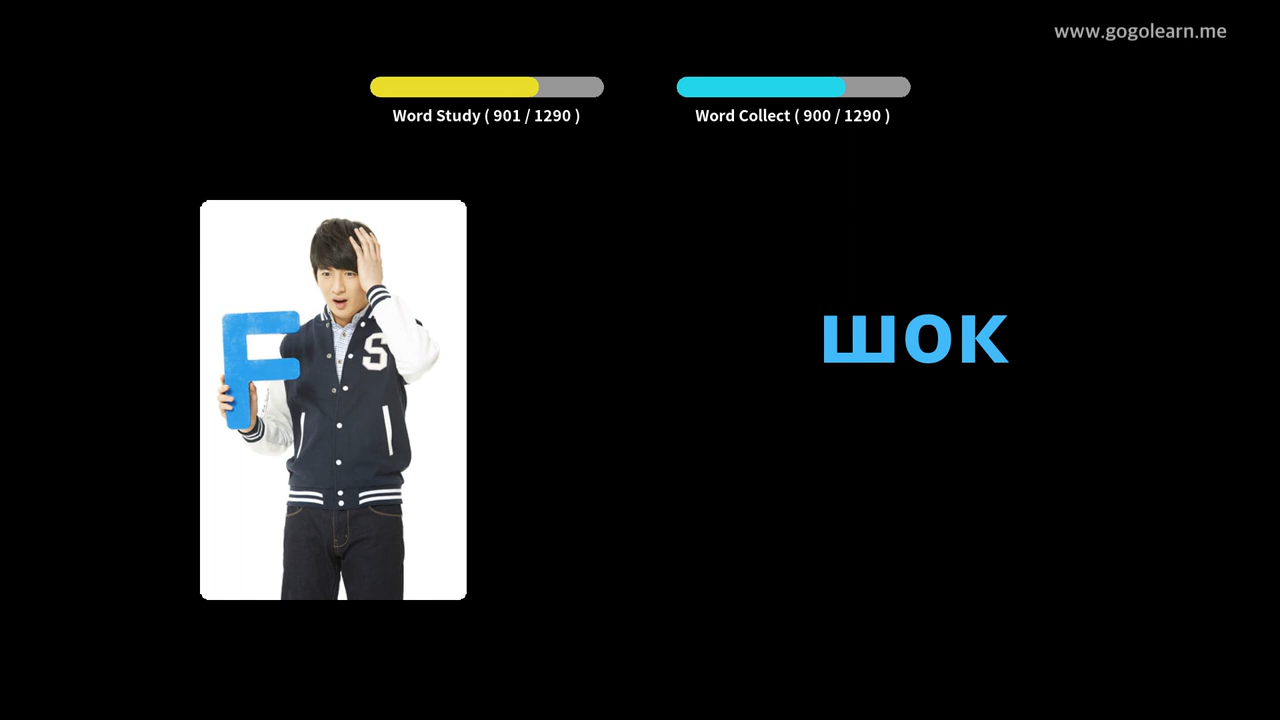 www.gogolearn.me
Word Study ( 901 / 1290 )
Word Collect ( 900 / 1290 )
F
S
шок